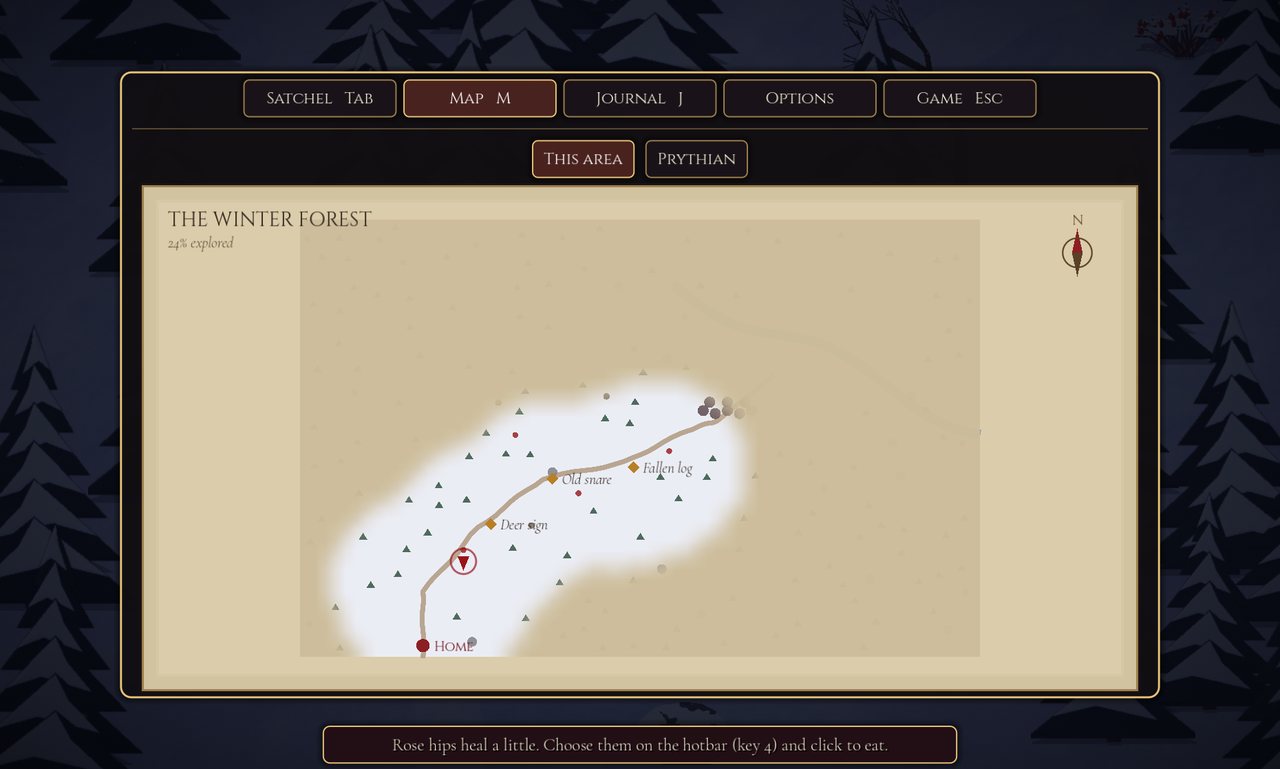 Satchel Tab
Map M
Journal J
Options
Game Esc
This area
Prythian
The Winter Forest
24% explored
N
Old snare
Fallen log
Deer sign
Home
Rose hips heal a little. Choose them on the hotbar (key 4) and click to eat.